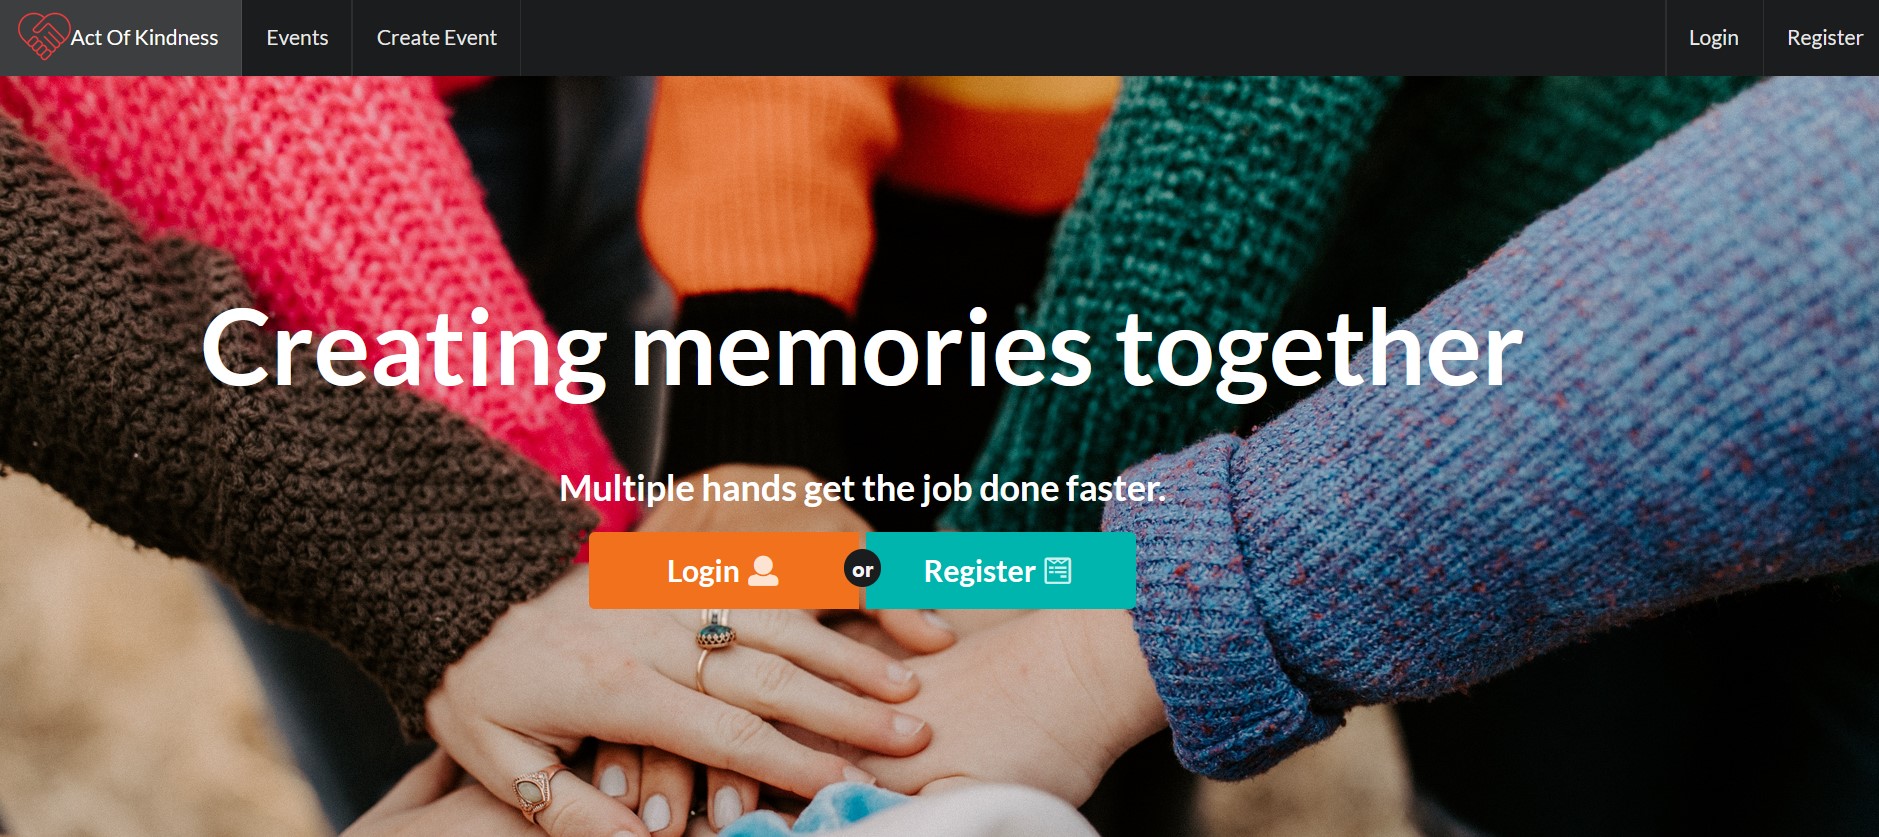 Act Of Kindness Events Create Event Login Register
Creating memories together
Multiple hands get the job done faster.
Login or Register